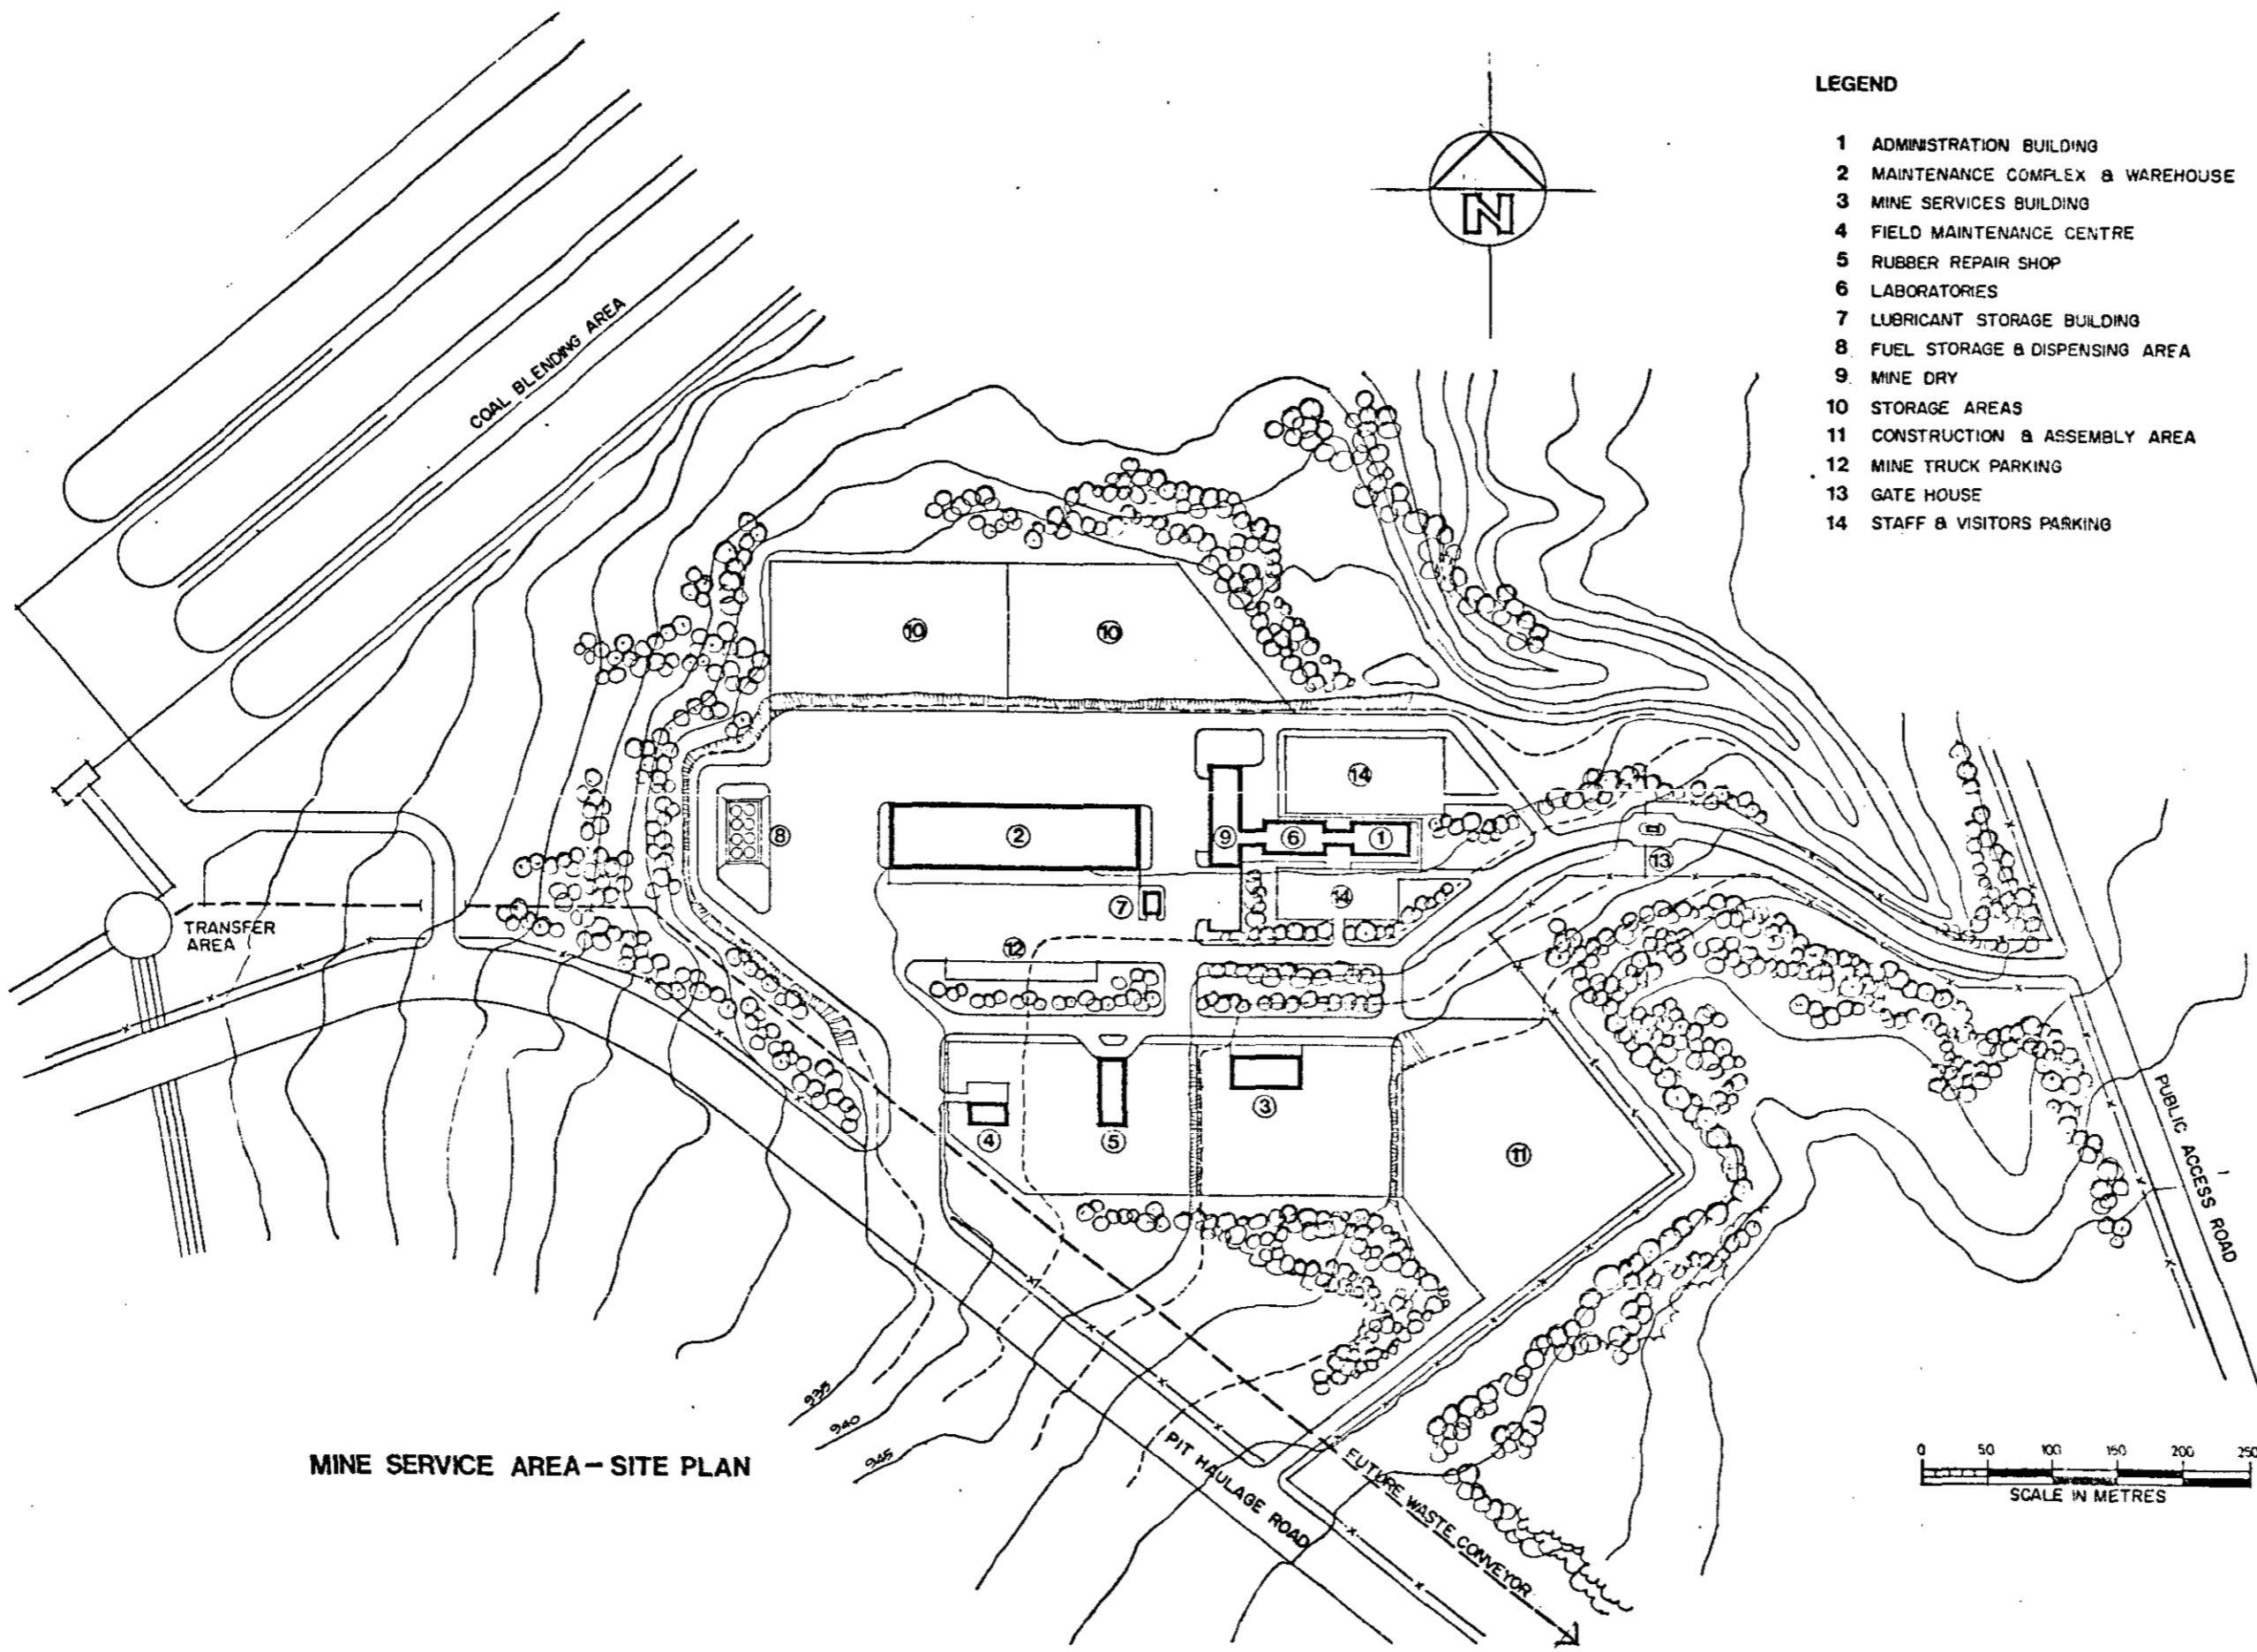 LEGEND
1 ADMINISTRATION BUILDING
2 MAINTENANCE COMPLEX & WAREHOUSE
3 MINE SERVICES BUILDING
4 FIELD MAINTENANCE CENTRE
5 RUBBER REPAIR SHOP
6 LABORATORIES
7 LUBRICANT STORAGE BUILDING
8 FUEL STORAGE & DISPENSING AREA
9 MINE DRY
10 STORAGE AREAS
11 CONSTRUCTION & ASSEMBLY AREA
12 MINE TRUCK PARKING
13 GATE HOUSE
14 STAFF & VISITORS PARKING
N
COAL BLENDING AREA
10
10
14
8
2
9
6
1
13
7
14
12
TRANSFER
AREA
3
4
5
11
PUBLIC ACCESS ROAD
935
940
945
PIT HAULAGE ROAD
FUTURE WASTE CONVEYOR
MINE SERVICE AREA – SITE PLAN
0 50 100 150 200 250
SCALE IN METRES